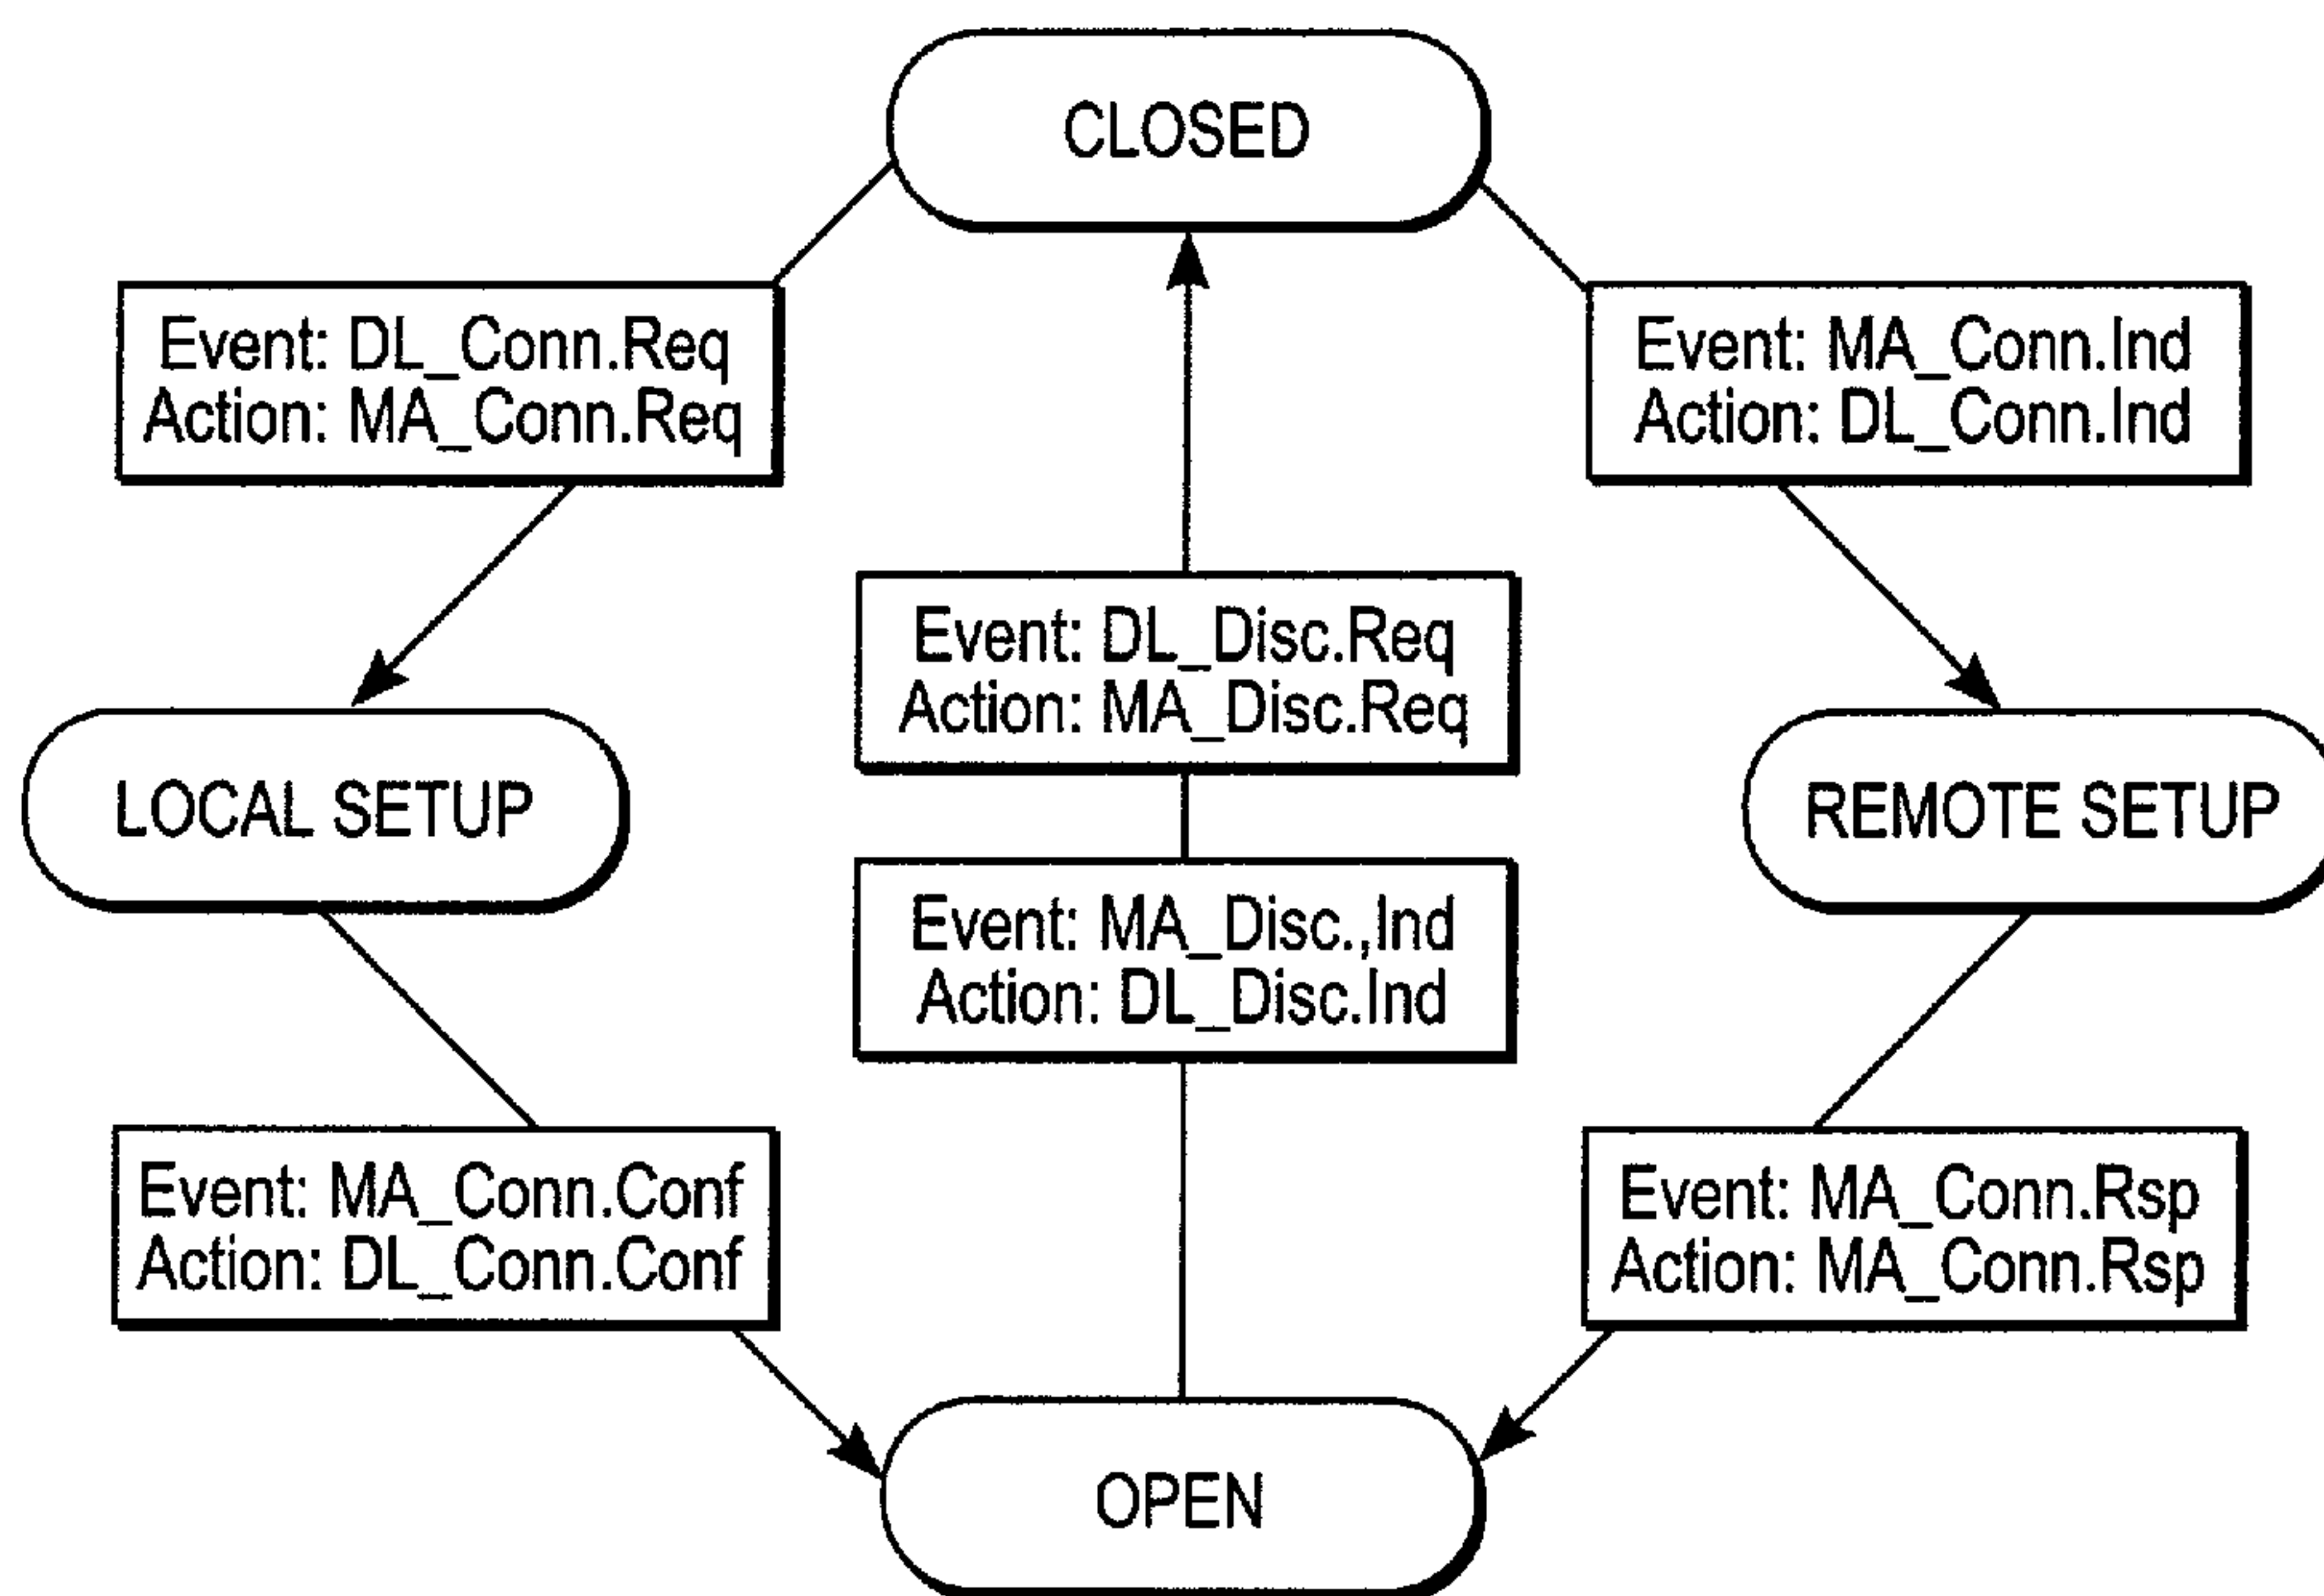 CLOSED
Event: DL_Conn.Req
Action: MA_Conn.Req
Event: MA_Conn.Ind
Action: DL_Conn.Ind
Event: DL_Disc.Req
Action: MA_Disc.Req
LOCAL SETUP
REMOTE SETUP
Event: MA_Disc.,Ind
Action: DL_Disc.Ind
Event: MA_Conn.Conf
Action: DL_Conn.Conf
Event: MA_Conn.Rsp
Action: MA_Conn.Rsp
OPEN